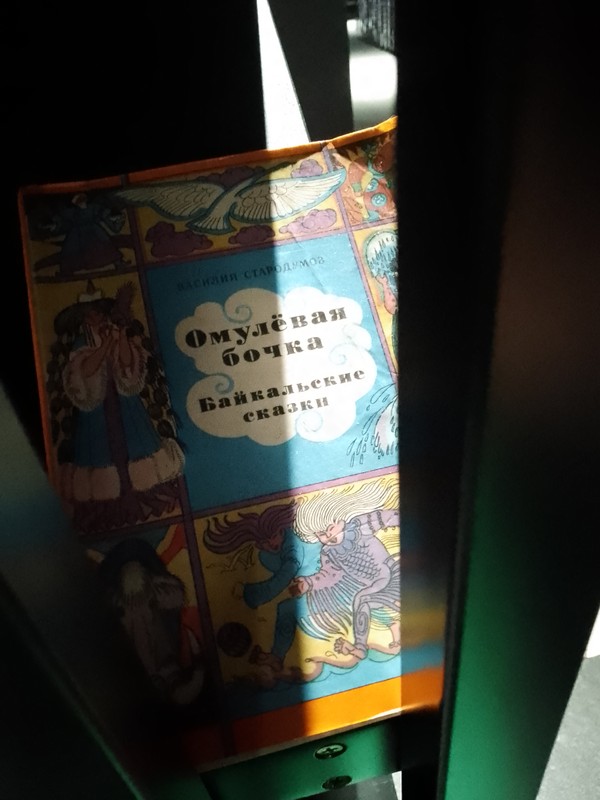 ВАСИЛИЙ СТАРОДУМОВ
Омулёвая
бочка
Байкальские
сказки